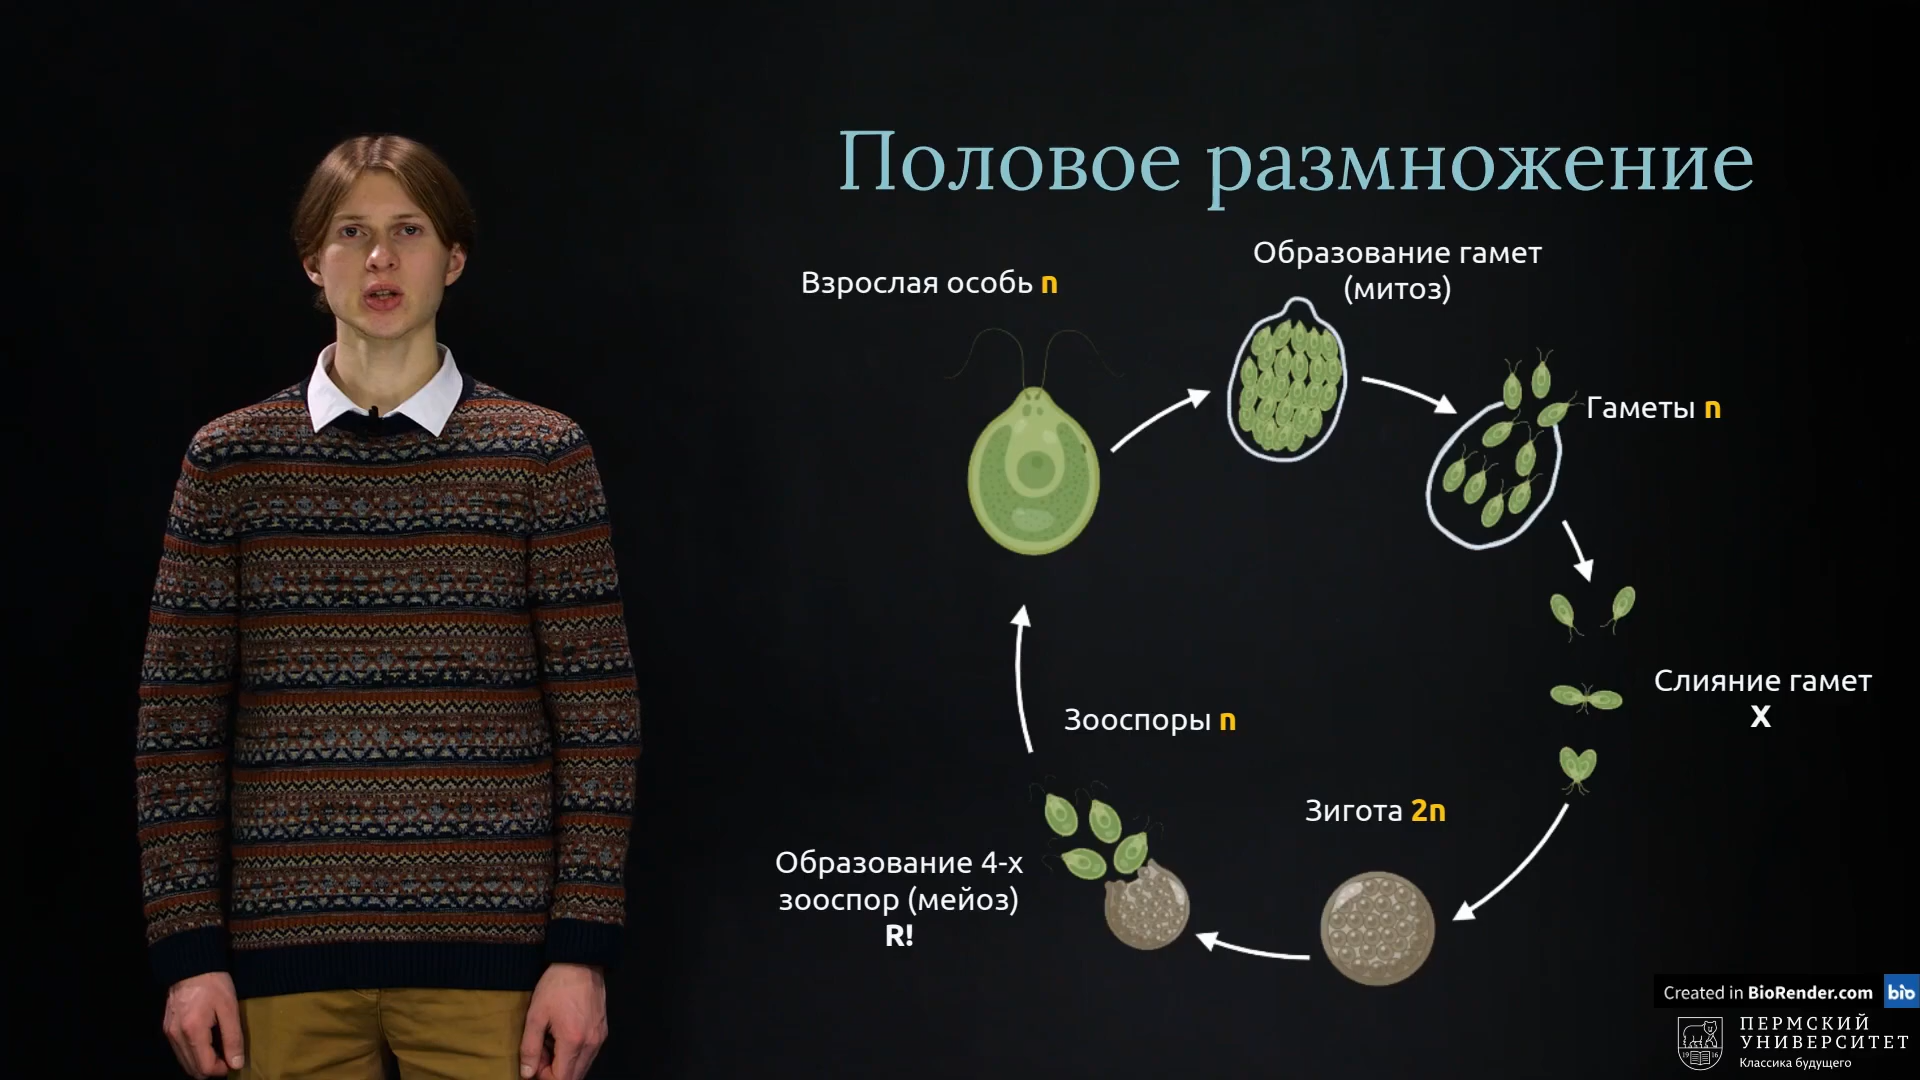 Половое размножение
Образование гамет
(митоз)
Взрослая особь n
Гаметы n
Слияние гамет
X
Зооспоры n
Зигота 2n
Образование 4-х
зооспор (мейоз)
R!
Created in BioRender.com bio
ПЕРМСКИЙ
УНИВЕРСИТЕТ
1916
Классика будущего